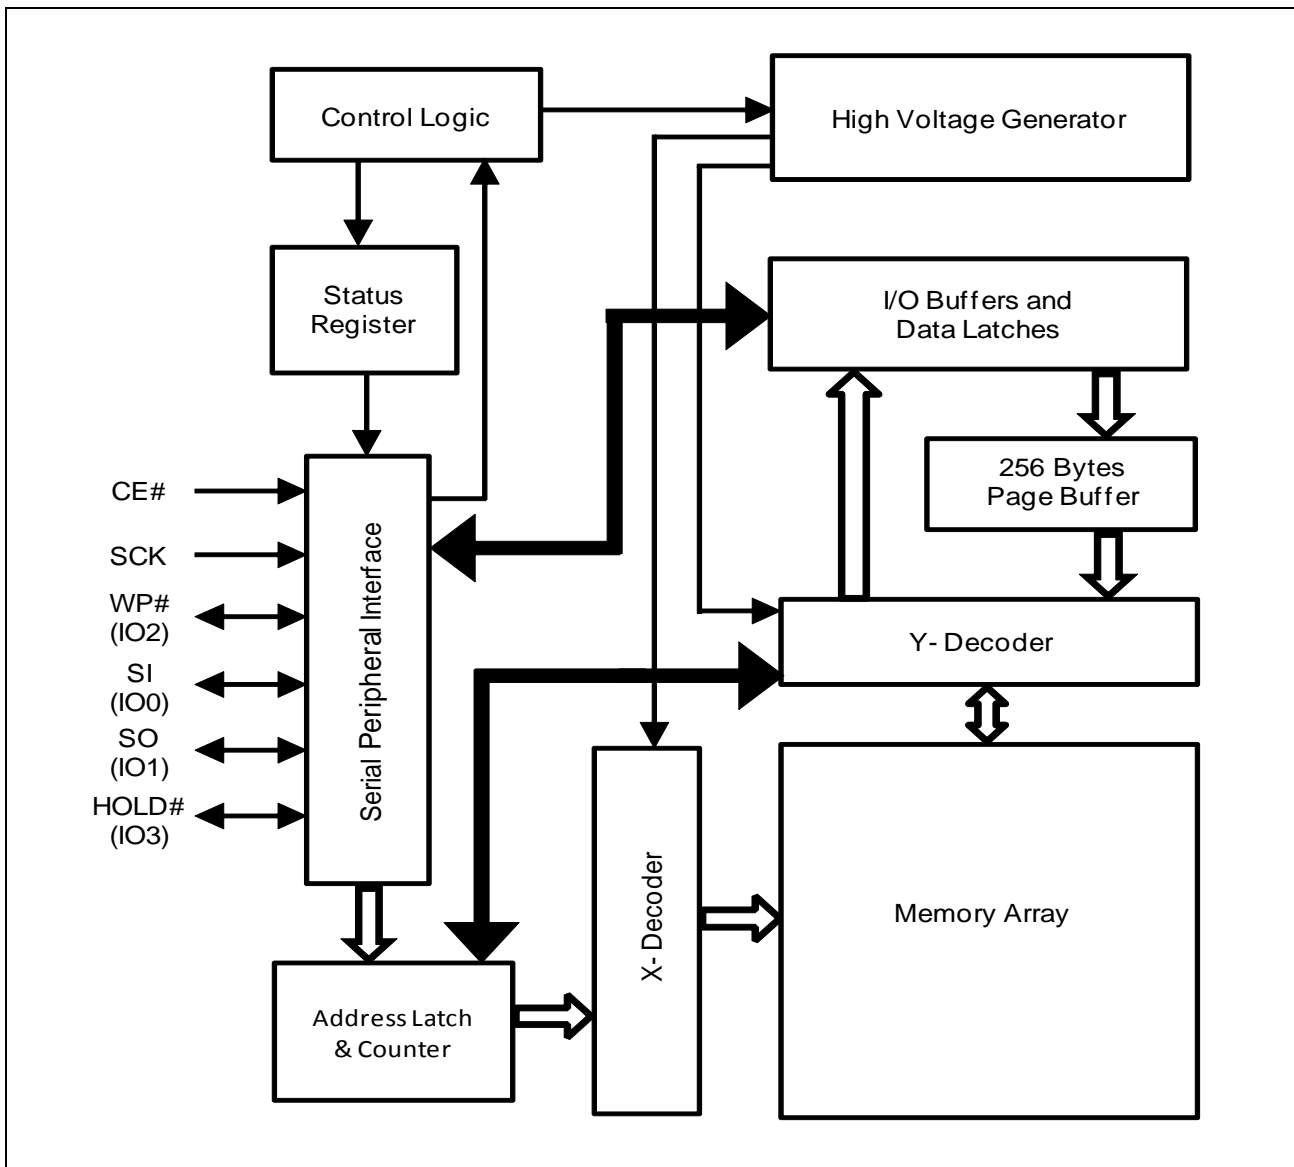 Control Logic
High Voltage Generator
Status
Register
I/O Buffers and
Data Latches
256 Bytes
Page Buffer
CE#
SCK
WP#
(IO2)
SI
(IO0)
SO
(IO1)
HOLD#
(IO3)
Serial Peripheral Interface
Y- Decoder
X- Decoder
Memory Array
Address Latch
& Counter